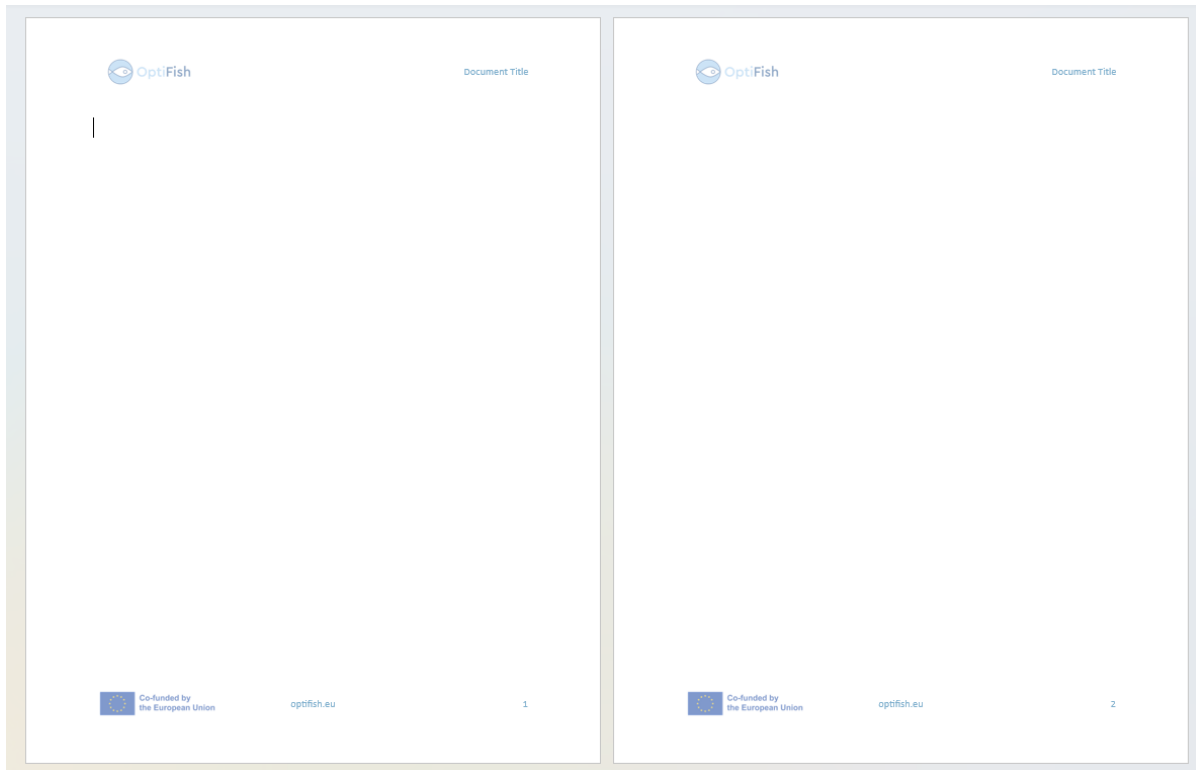 OptiFish
Document Title
Co-funded by
the European Union
optifish.eu
1
OptiFish
Document Title
Co-funded by
the European Union
optifish.eu
2